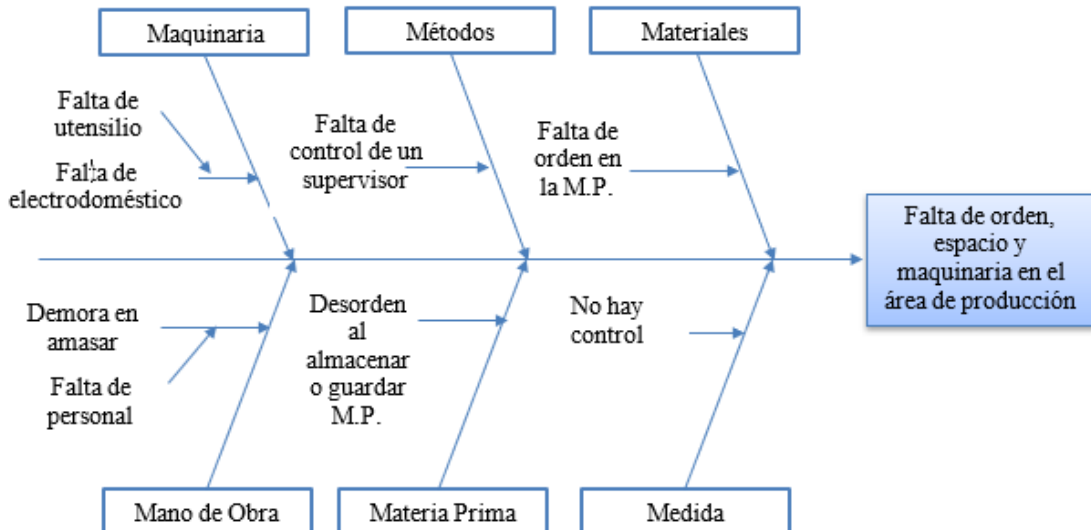 Maquinaria
Métodos
Materiales
Falta de
utensilio
Falta de
electrodoméstico
Falta de
control de un
supervisor
Falta de
orden en
la M.P.
Falta de orden,
espacio y
maquinaria en el
área de producción
Demora en
amasar
Falta de
personal
Desorden
al
almacenar
o guardar
M.P.
No hay
control
Mano de Obra
Materia Prima
Medida